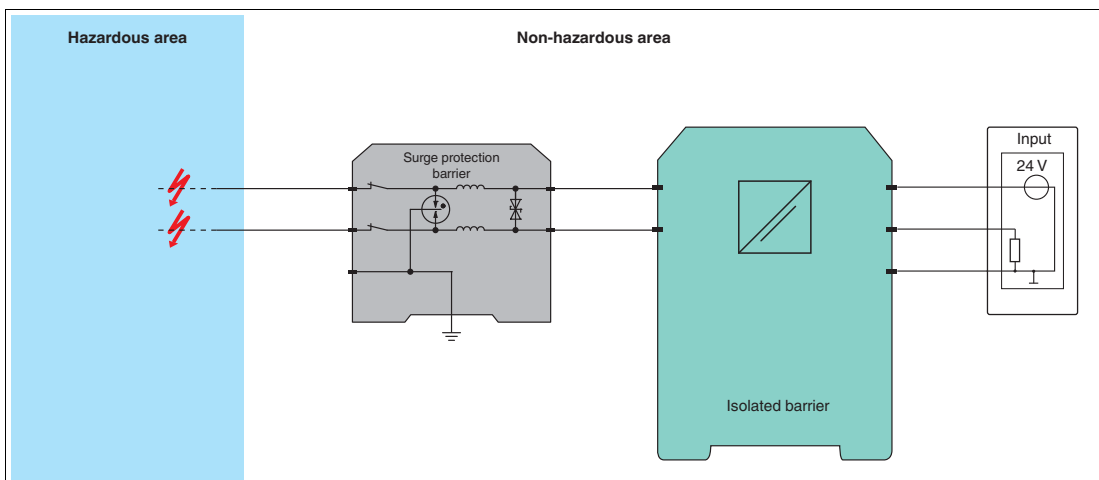 Hazardous area
Non-hazardous area
Surge protection
barrier
Input
24 V
Isolated barrier